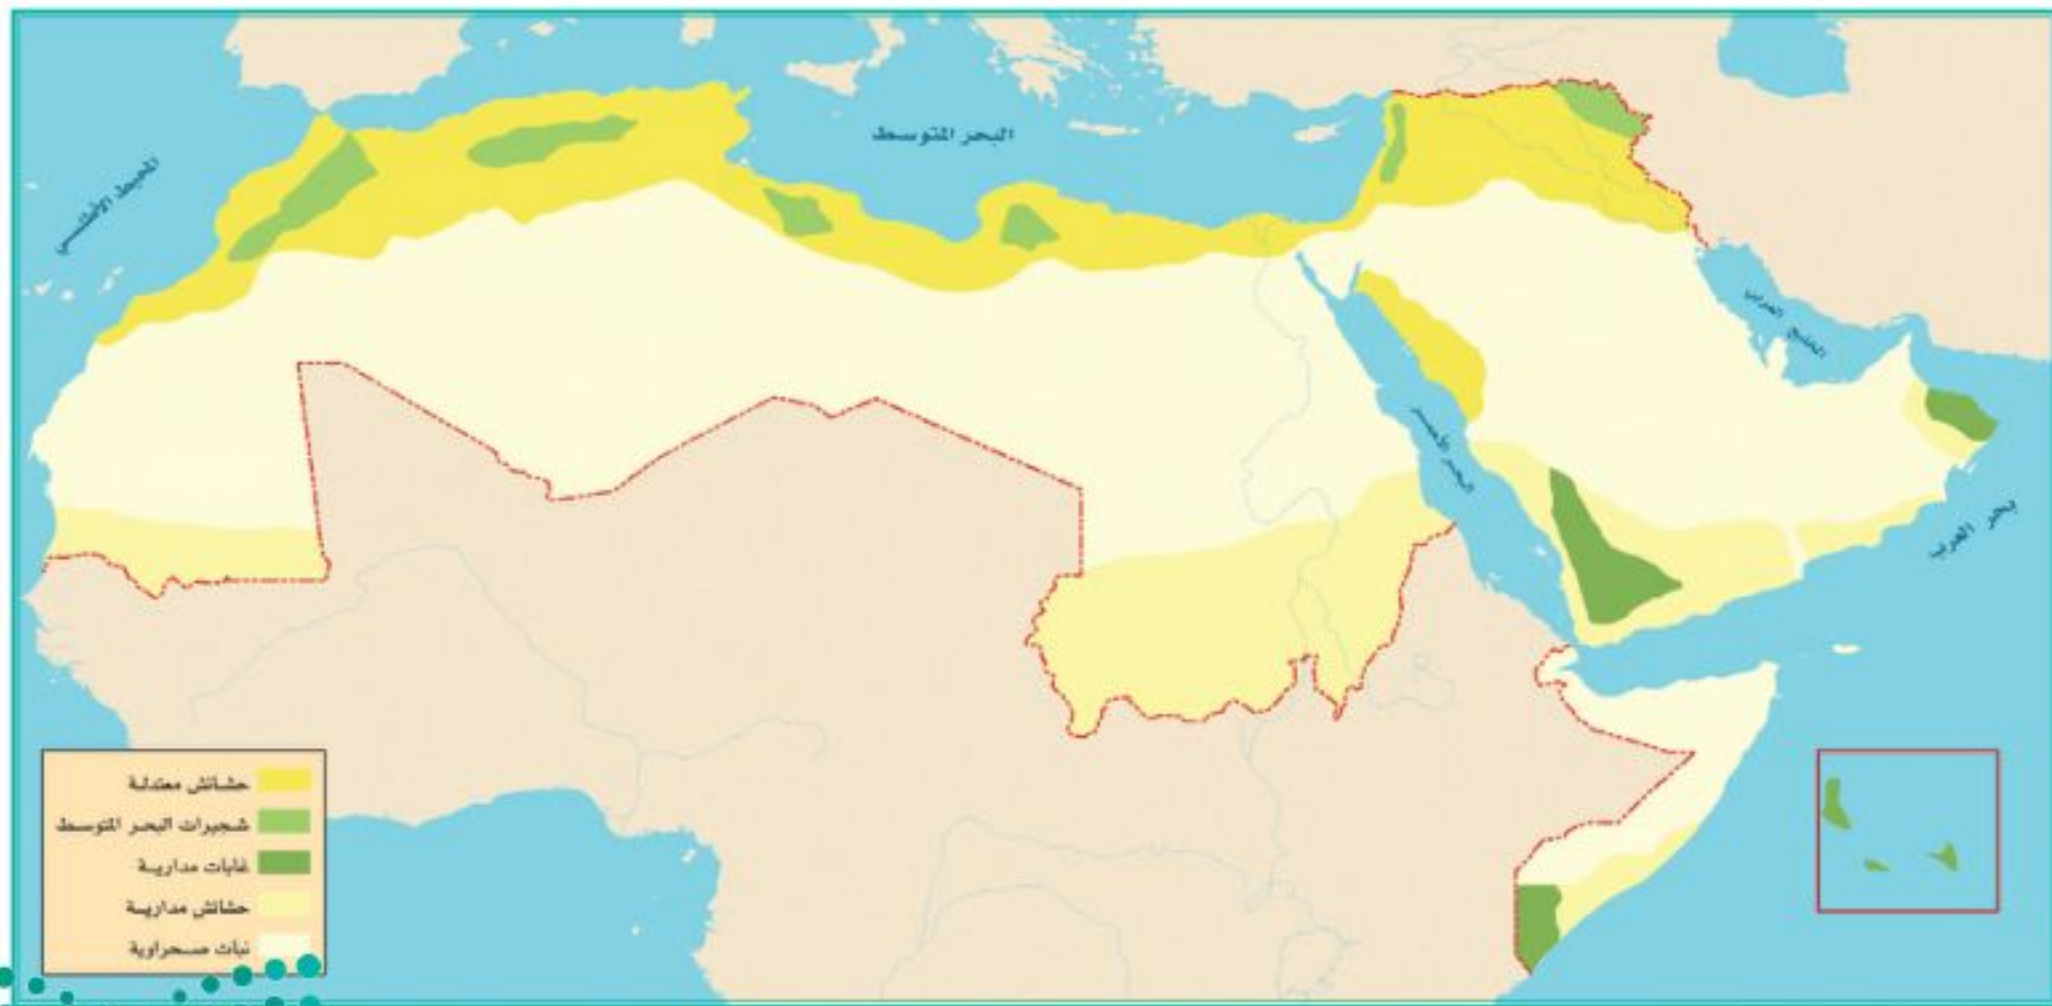 البحر المتوسط
المحيط الأطلسي
الخليج العربي
البحر الأحمر
بحر العرب
حشائش معتدلة
شجيرات البحر المتوسط
غابات مدارية
حشائش مدارية
نبات صحراوية